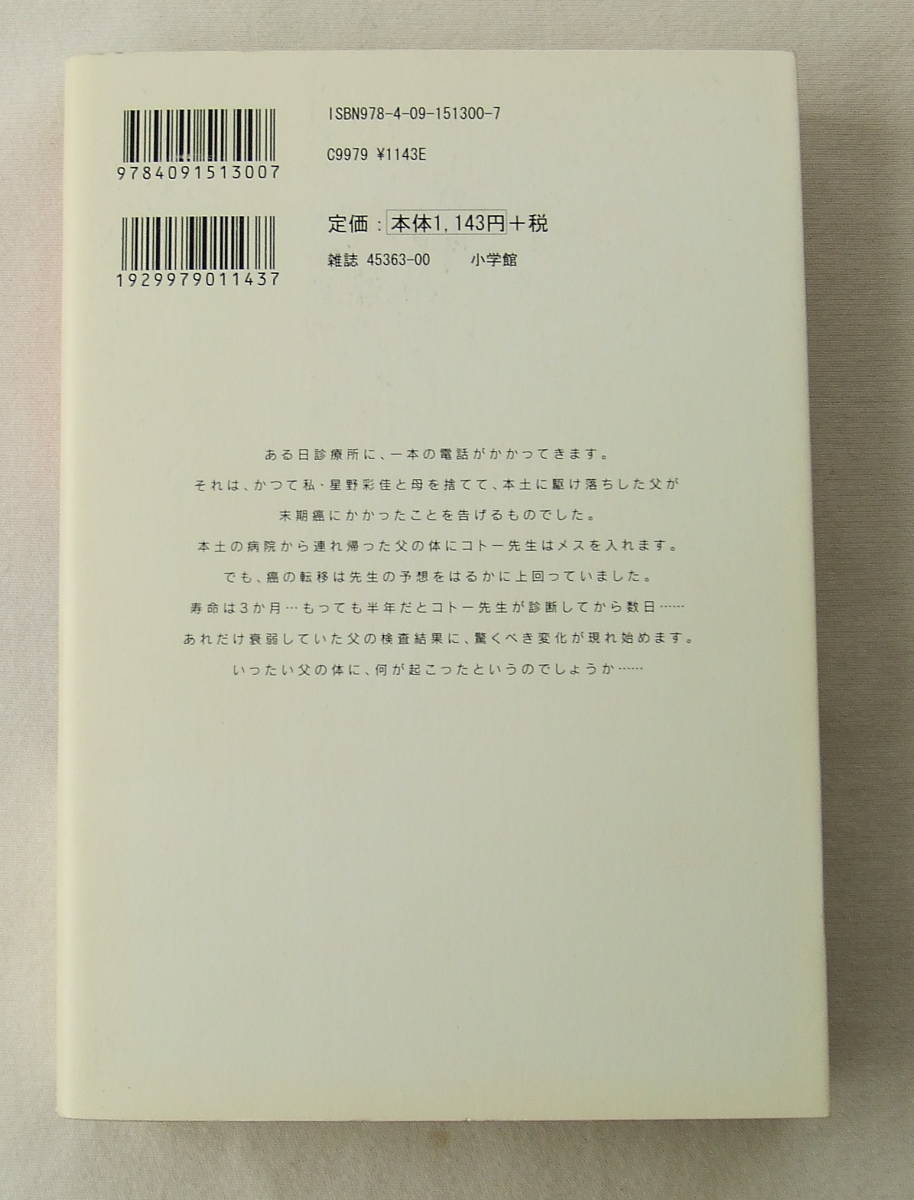 ISBN978-4-09-151300-7
9784091513007
C9979 ¥1143E
定価：本体1,143円+税
1929979011437
雑誌 45363-00 小学館
ある日診療所に、一本の電話がかかってきます。
それは、かつて私・星野彩佳と母を捨てて、本土に駆け落ちした父が
末期癌にかかったことを告げるものでした。
本土の病院から連れ帰った父の体にコトー先生はメスを入れます。
でも、癌の転移は先生の予想をはるかに上回っていました。
寿命は3か月…もっても半年だとコトー先生が診断してから数日……
あれだけ衰弱していた父の検査結果に、驚くべき変化が現れ始めます。
いったい父の体に、何が起こったというのでしょうか……